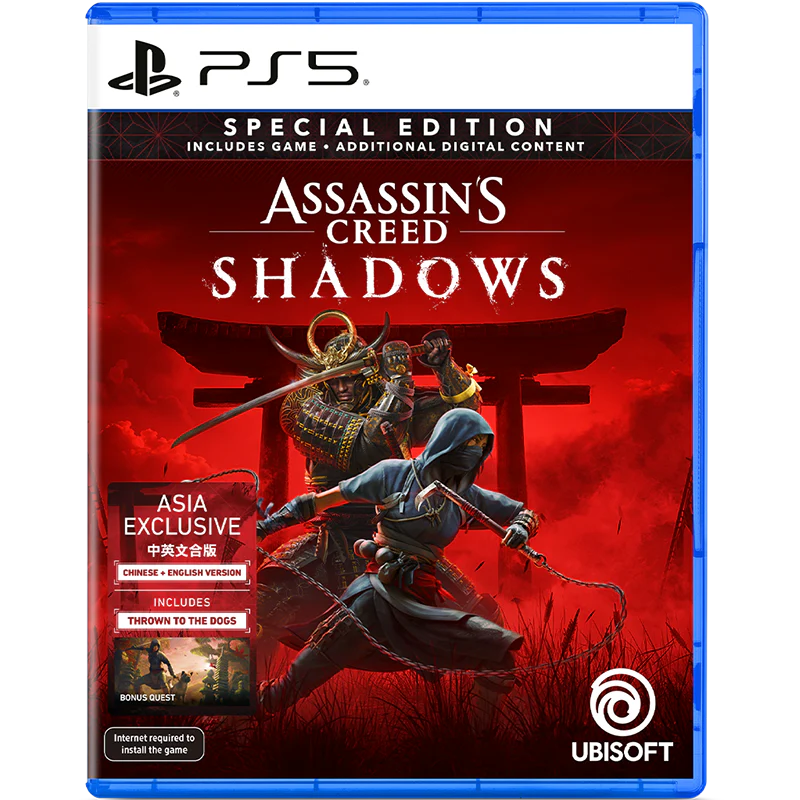 PS5
SPECIAL EDITION
INCLUDES GAME • ADDITIONAL DIGITAL CONTENT
ASSASSIN'S
CREED
SHADOWS
ASIA
EXCLUSIVE
中英文合版
CHINESE + ENGLISH VERSION
INCLUDES
THROWN TO THE DOGS
BONUS QUEST
Internet required to
install the game
UBISOFT